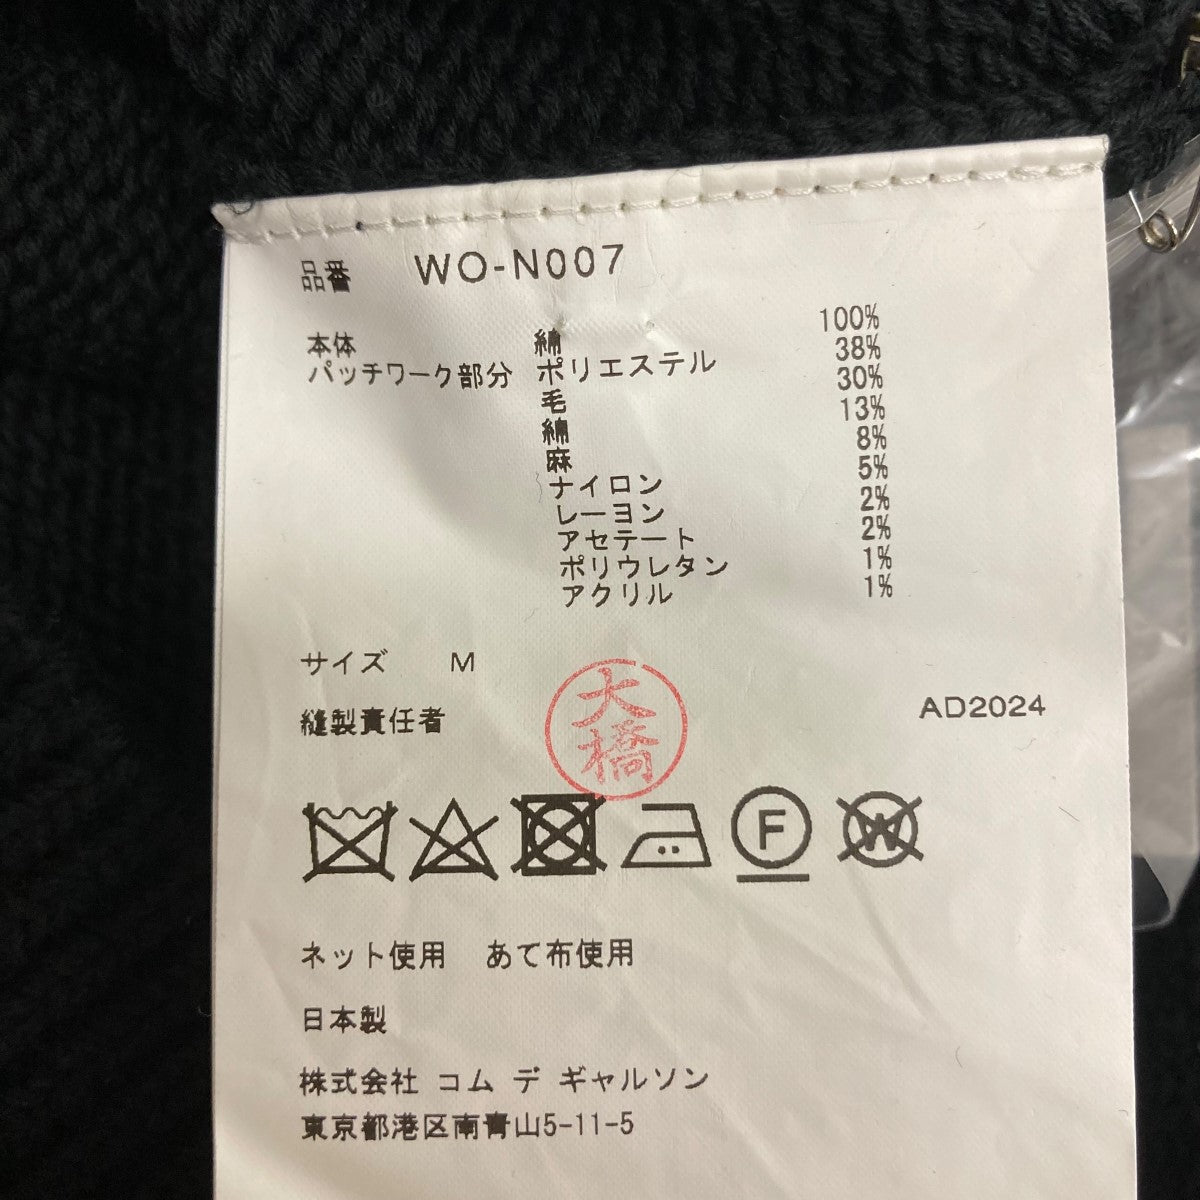 品番 WO-N007
本体 綿 100%
パッチワーク部分 ポリエステル 38%
毛 30%
綿 13%
麻 8%
ナイロン 5%
レーヨン 2%
アセテート 2%
ポリウレタン 1%
アクリル 1%
サイズ M
縫製責任者 大橋 AD2024
F W
ネット使用 あて布使用
日本製
株式会社 コム デ ギャルソン
東京都港区南青山5-11-5